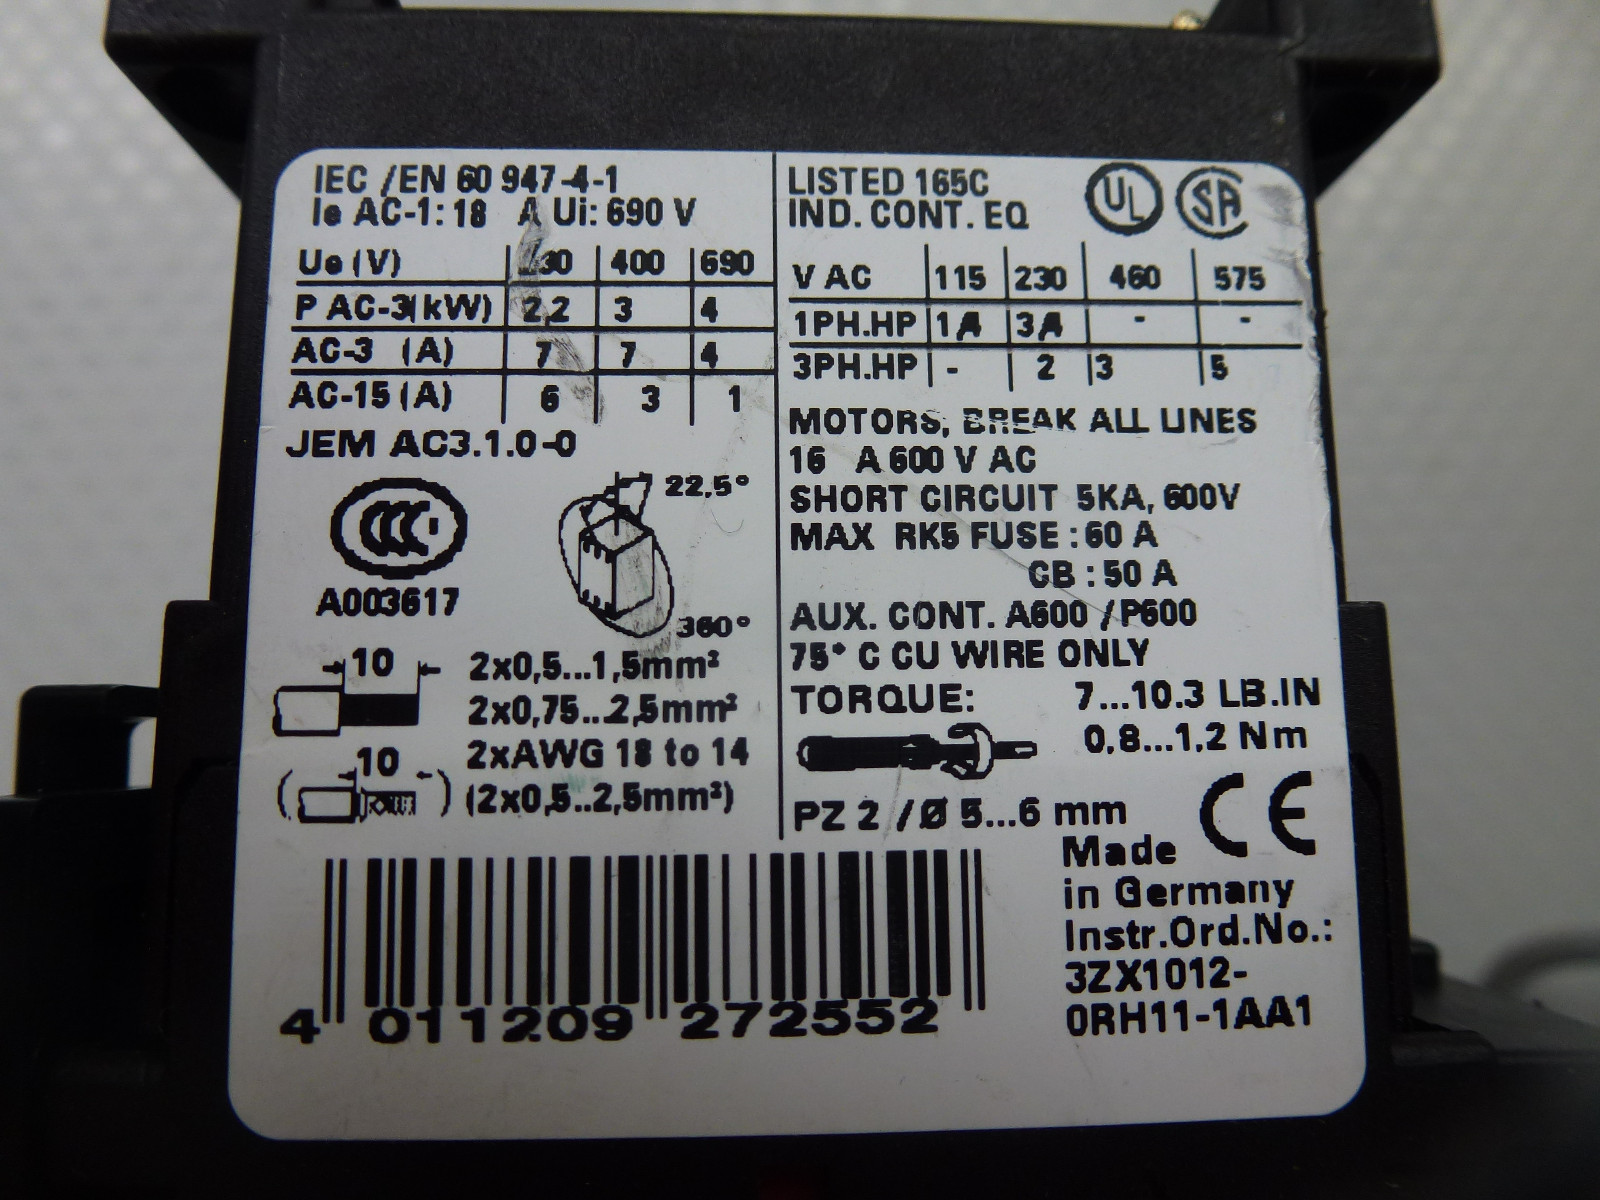 IEC /EN 60 947-4-1
Ie AC-1: 18 A Ui: 690 V
Ue (V) 400 690
P AC-3 (kW) 2,2 3 4
AC-3 (A) 7 7 4
AC-15 (A) 6 3 1
JEM AC3.1.0-0
CCC
A003617
22,5°
360°
10 2x0,5...1,5mm²
2x0,75...2,5mm²
2xAWG 18 to 14
10 (2x0,5..2,5mm²)
LISTED 165C
IND. CONT. EQ
UL SA
V AC 115 230 460 575
1PH.HP - -
3PH.HP - 2 3 5
MOTORS, BREAK ALL LINES
16 A 600 V AC
SHORT CIRCUIT 5KA, 600V
MAX RK5 FUSE : 60 A
CB : 50 A
AUX. CONT. A600 / P600
75° C CU WIRE ONLY
TORQUE: 7...10.3 LB.IN
0,8...1,2 Nm
PZ 2 / Ø 5...6 mm
CE
Made
in Germany
Instr.Ord.No.:
3ZX1012-
0RH11-1AA1
4 011209 272552